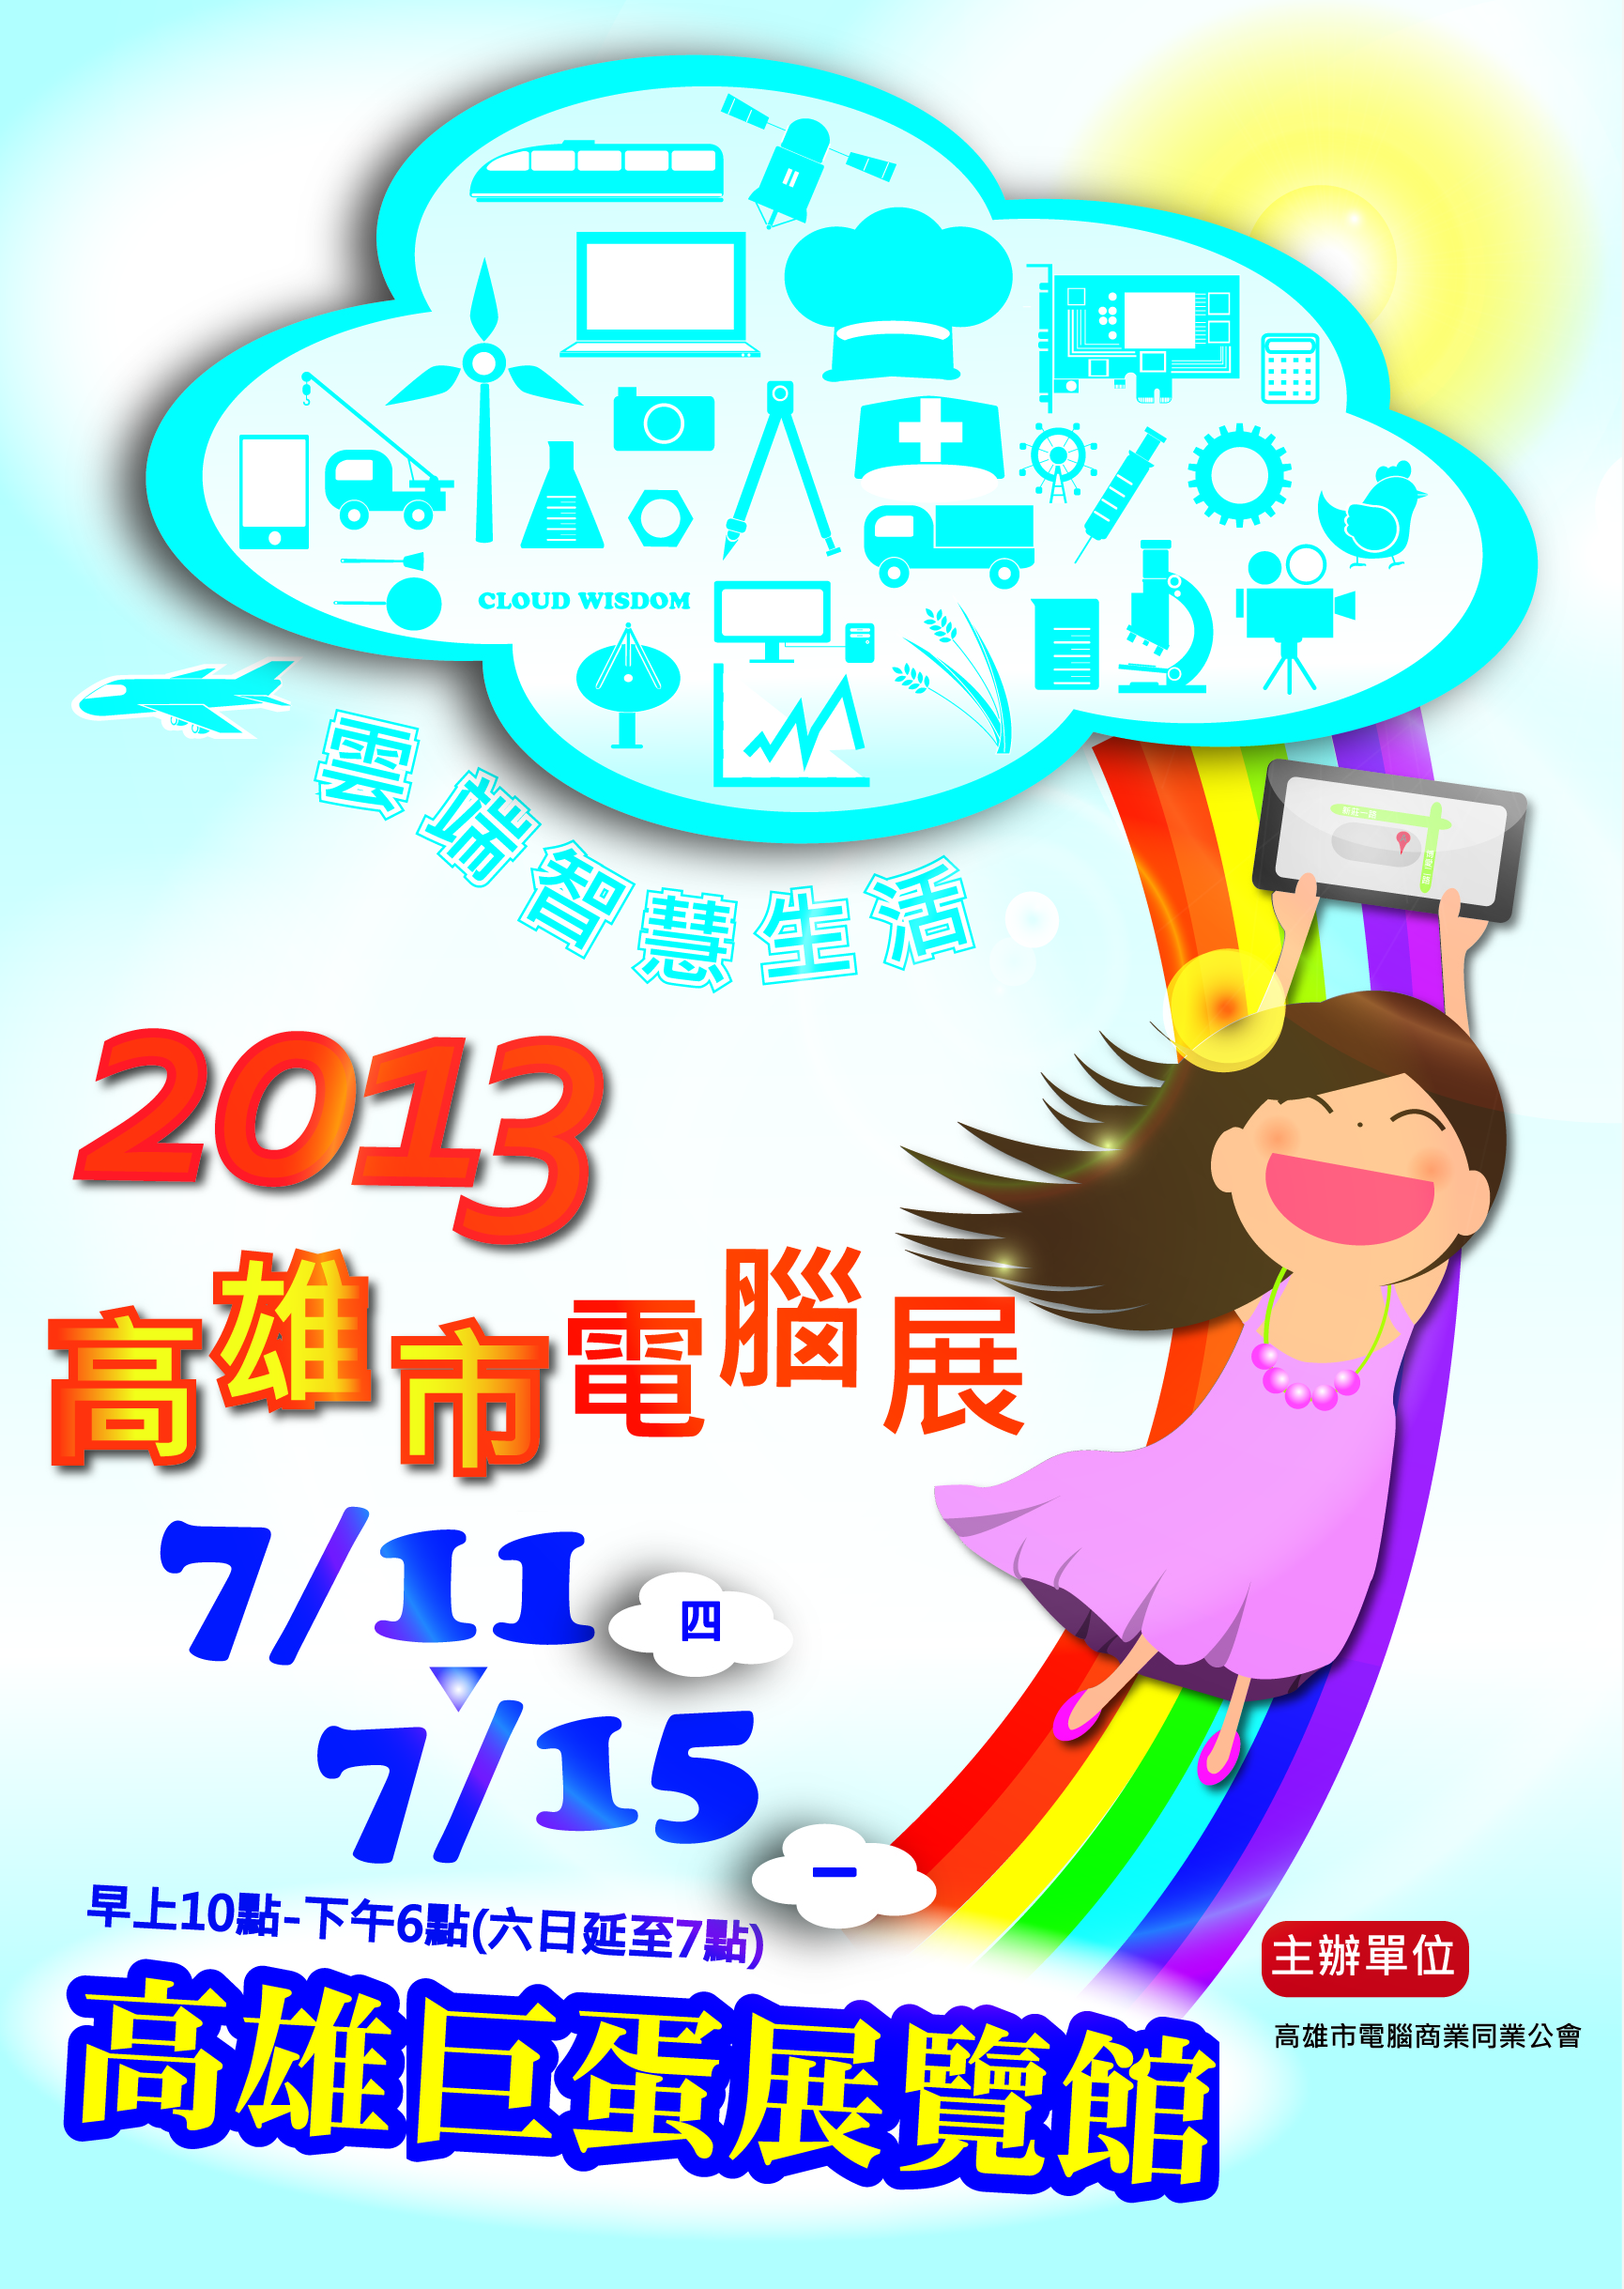 CLOUD WISDOM
雲端智慧生活
2013
高雄市電腦展
7/11 四
7/15 一
早上10點-下午6點(六日延至7點)
高雄巨蛋展覽館
主辦單位
高雄市電腦商業同業公會